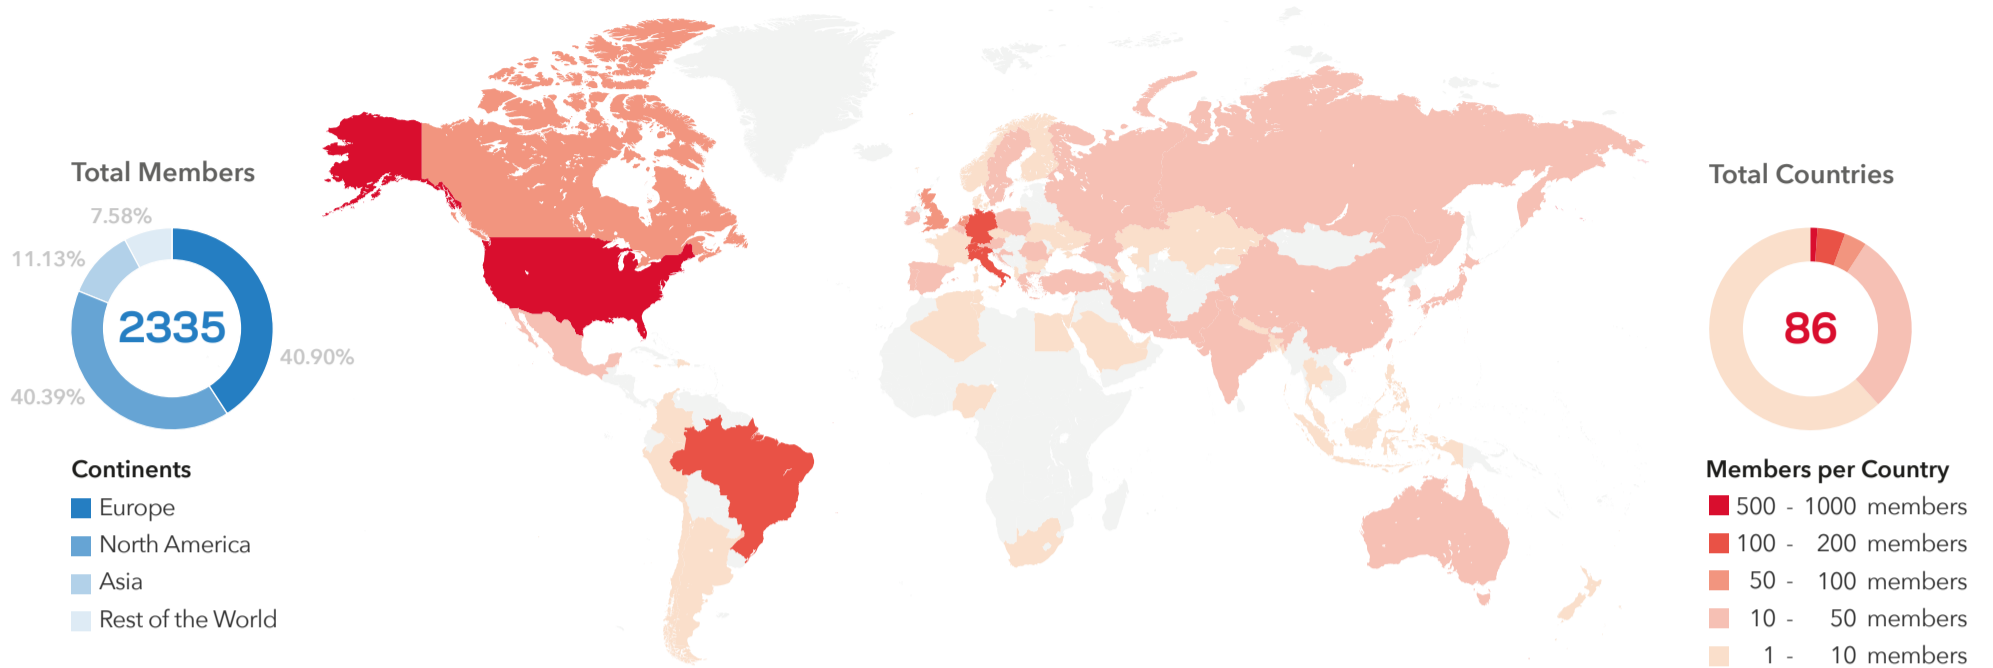 Total Members
7.58%
11.13%
2335
40.90%
40.39%
Continents
Europe
North America
Asia
Rest of the World
Total Countries
86
Members per Country
500 - 1000 members
100 - 200 members
50 - 100 members
10 - 50 members
1 - 10 members